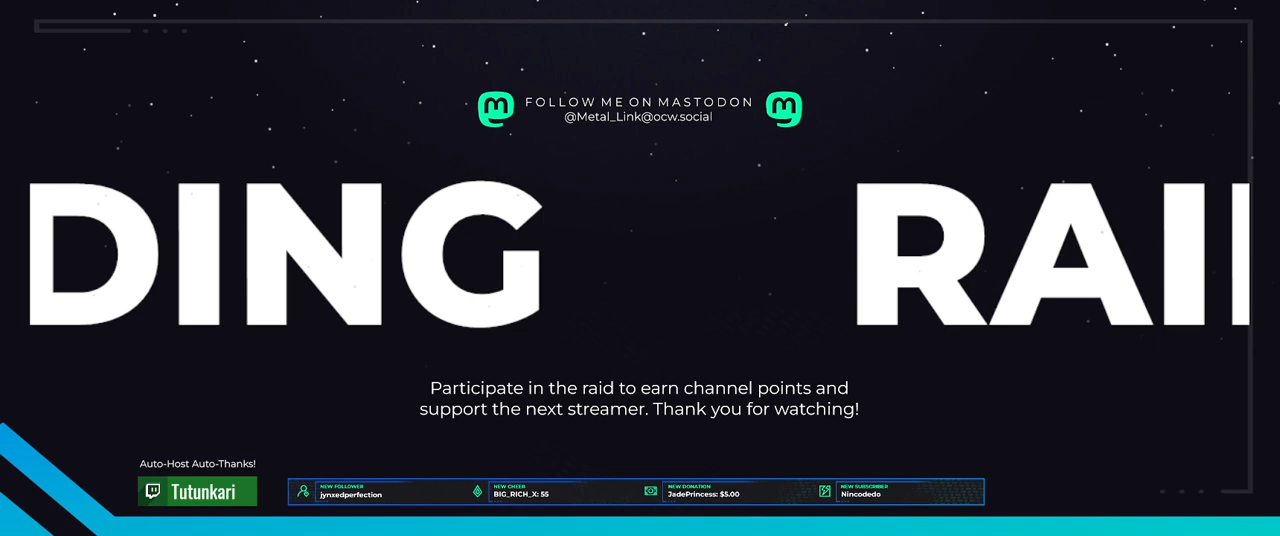 FOLLOW ME ON MASTODON
@Metal_Link@ocw.social
DING RAI
Participate in the raid to earn channel points and
support the next streamer. Thank you for watching!
Auto-Host Auto-Thanks!
Tutunkari
NEW FOLLOWER
jynxedperfection
NEW CHEER
BIG_RICH_X: 55
NEW DONATION
JadePrincess: $5.00
NEW SUBSCRIBER
Nincodedo